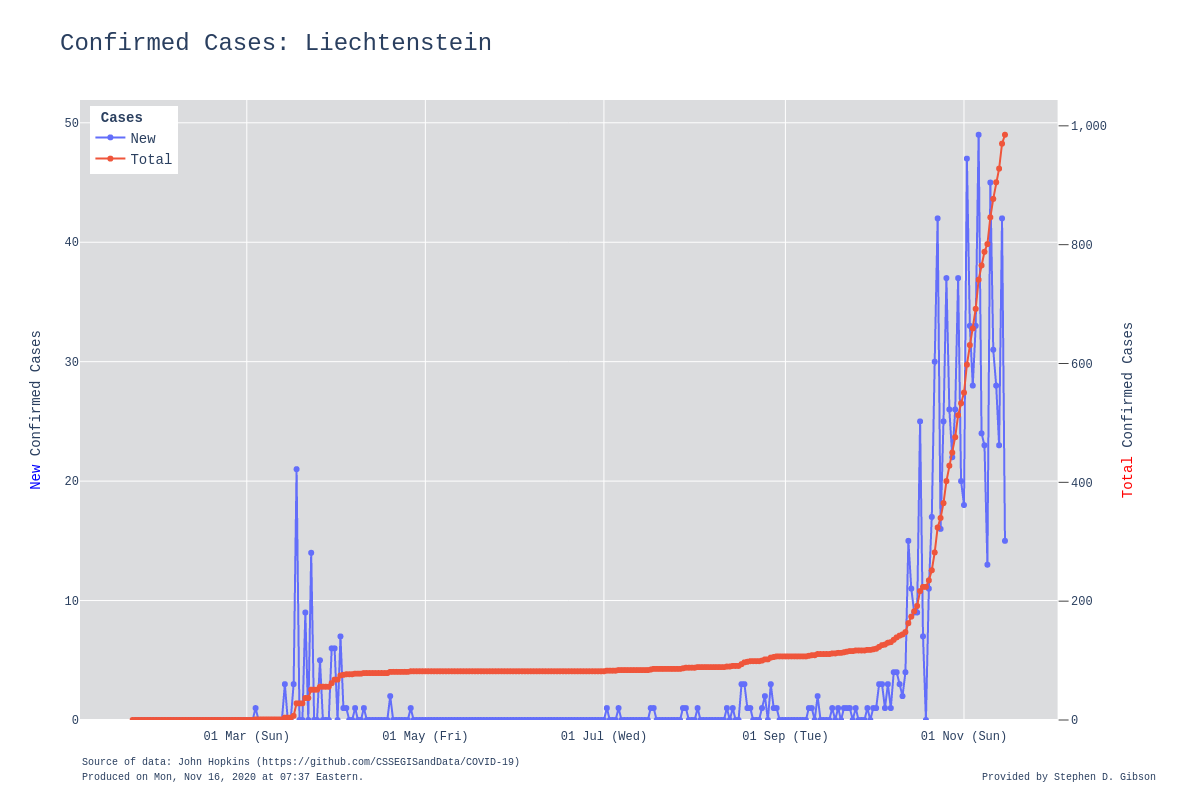 Confirmed Cases: Liechtenstein
Cases
New
Total
50
40
30
20
10
0
1,000
800
600
400
200
0
New Confirmed Cases
Total Confirmed Cases
01 Mar (Sun)
01 May (Fri)
01 Jul (Wed)
01 Sep (Tue)
01 Nov (Sun)
Source of data: John Hopkins (https://github.com/CSSEGISandData/COVID-19)
Produced on Mon, Nov 16, 2020 at 07:37 Eastern.
Provided by Stephen D. Gibson